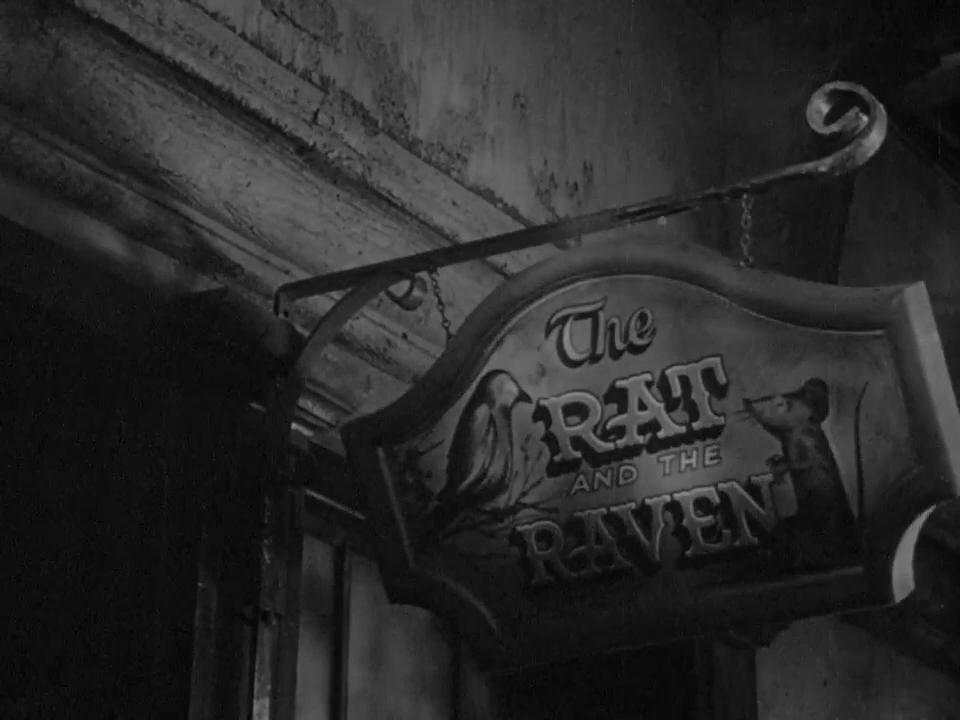 The
RAT
AND THE
RAVEN